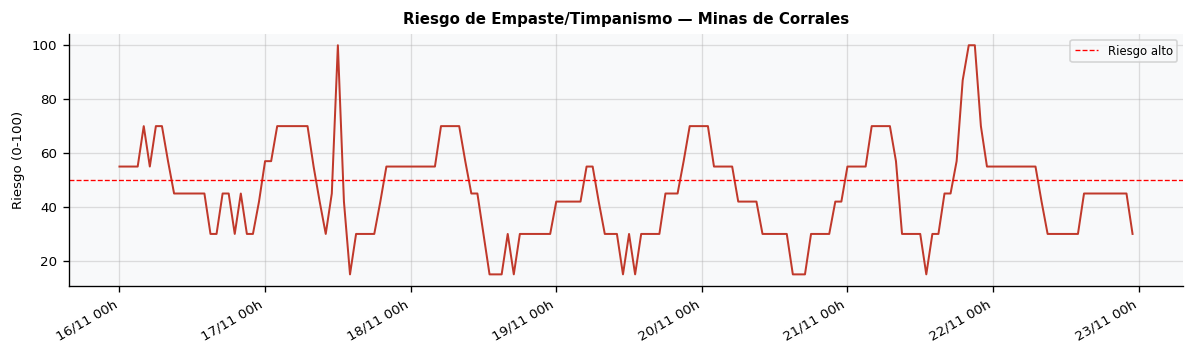 Riesgo de Empaste/Timpanismo — Minas de Corrales
Riesgo alto
Riesgo (0-100)
100
80
60
40
20
16/11 00h
17/11 00h
18/11 00h
19/11 00h
20/11 00h
21/11 00h
22/11 00h
23/11 00h